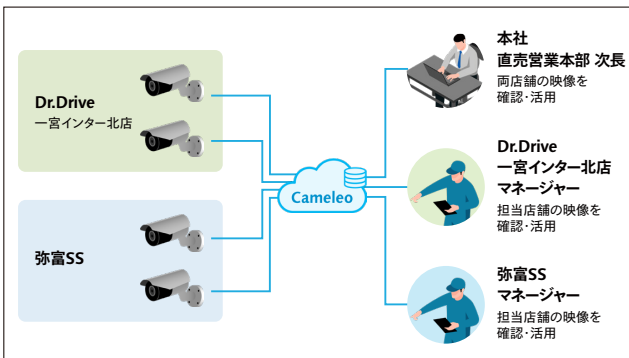 Dr.Drive
一宮インター北店
弥富SS
Cameleo
本社
直売営業本部 次長
両店舗の映像を
確認・活用
Dr.Drive
一宮インター北店
マネージャー
担当店舗の映像を
確認・活用
弥富SS
マネージャー
担当店舗の映像を
確認・活用